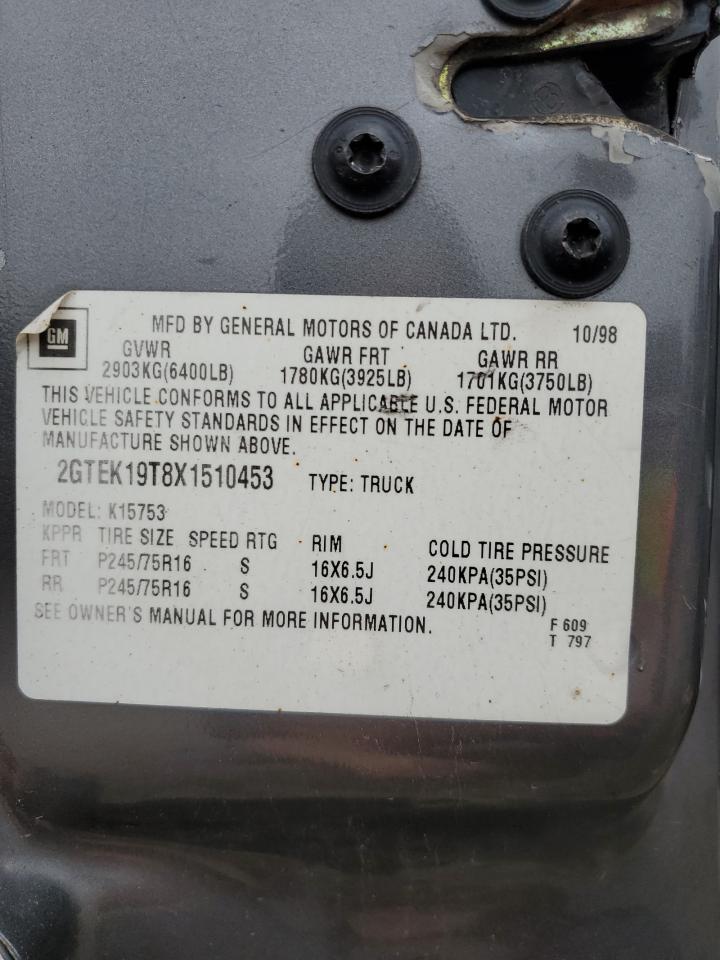 GM
MFD BY GENERAL MOTORS OF CANADA LTD. 10/98
GVWR GAWR FRT GAWR RR
2903KG(6400LB) 1780KG(3925LB) 1701KG(3750LB)
THIS VEHICLE CONFORMS TO ALL APPLICABLE U.S. FEDERAL MOTOR
VEHICLE SAFETY STANDARDS IN EFFECT ON THE DATE OF
MANUFACTURE SHOWN ABOVE.
2GTEK19T8X1510453 TYPE: TRUCK
MODEL: K15753
KPPR TIRE SIZE SPEED RTG RIM COLD TIRE PRESSURE
FRT P245/75R16 S 16X6.5J 240KPA(35PSI)
RR P245/75R16 S 16X6.5J 240KPA(35PSI)
SEE OWNER'S MANUAL FOR MORE INFORMATION.
F 609
T 797